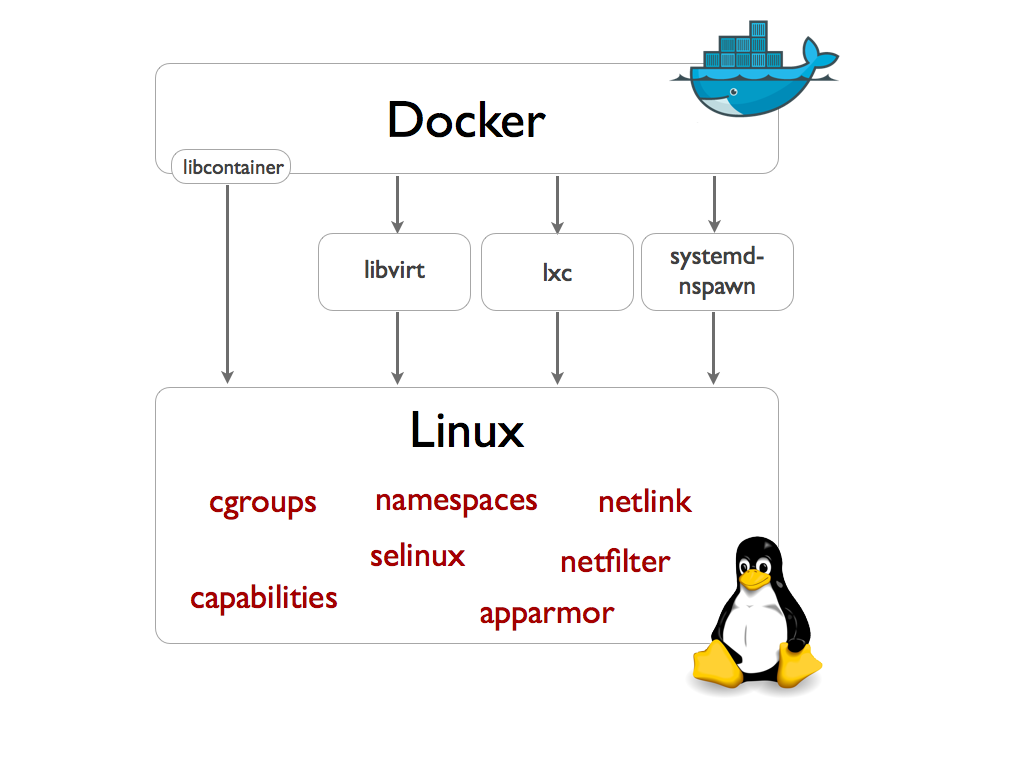 Docker
libcontainer
libvirt
lxc
systemd-
nspawn
Linux
cgroups
namespaces
netlink
selinux
netfilter
capabilities
apparmor